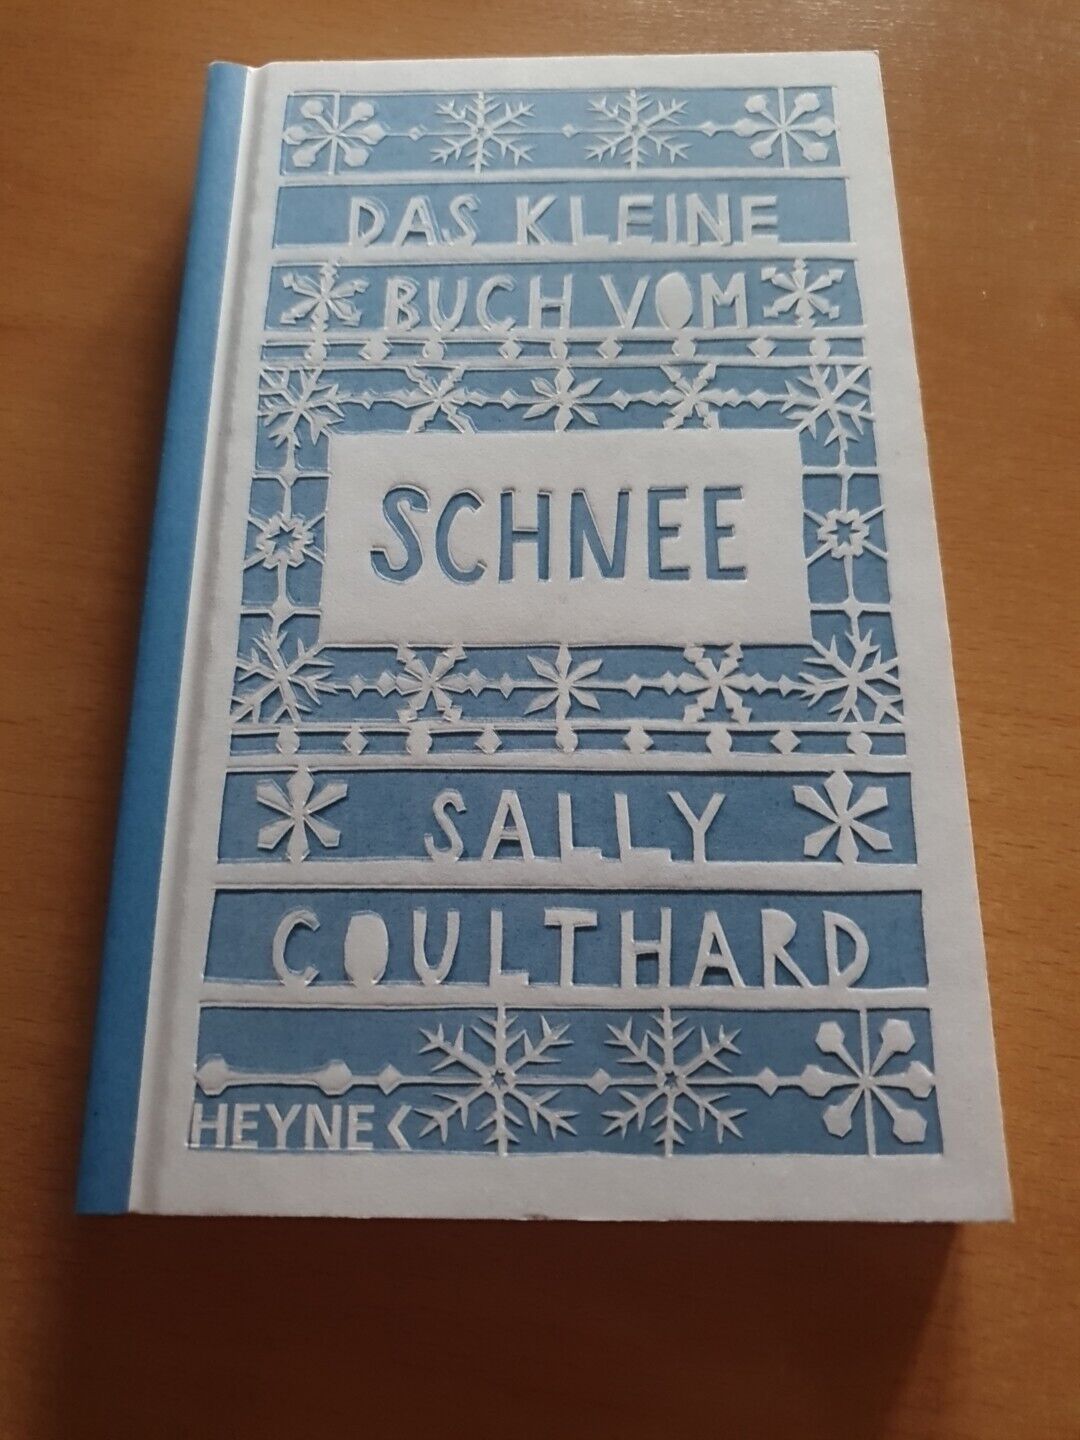 DAS KLEINE
BUCH VOM
SCHNEE
SALLY
COULTHARD
HEYNE <